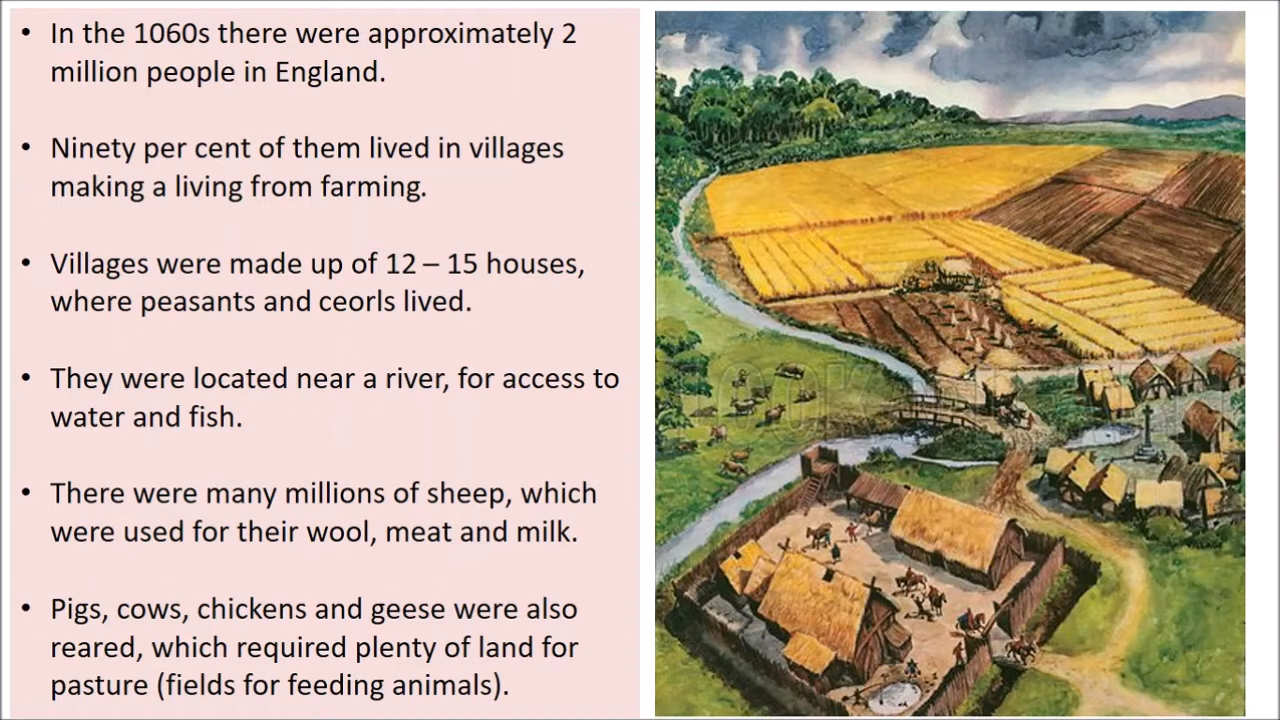 • In the 1060s there were approximately 2
million people in England.
• Ninety per cent of them lived in villages
making a living from farming.
• Villages were made up of 12 – 15 houses,
where peasants and ceorls lived.
• They were located near a river, for access to
water and fish.
• There were many millions of sheep, which
were used for their wool, meat and milk.
• Pigs, cows, chickens and geese were also
reared, which required plenty of land for
pasture (fields for feeding animals).